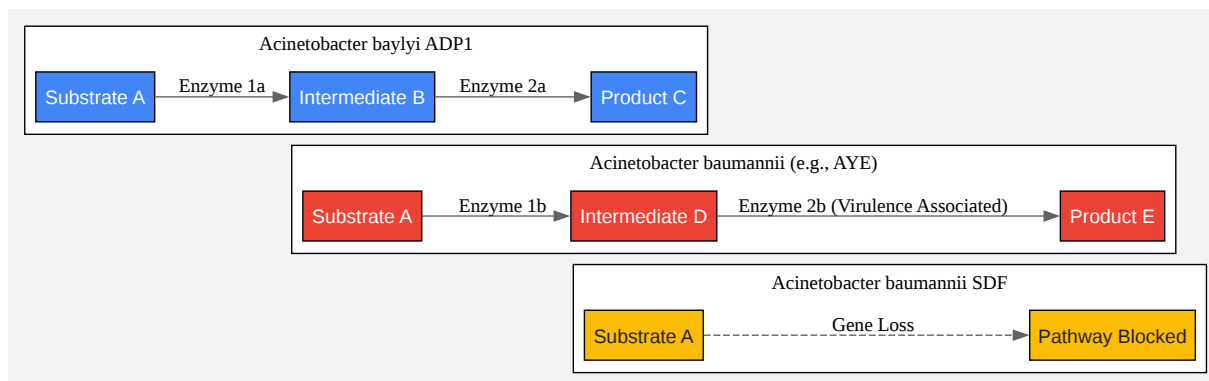 Acinetobacter baylyi ADP1
Substrate A
Enzyme 1a
Intermediate B
Enzyme 2a
Product C
Acinetobacter baumannii (e.g., AYE)
Substrate A
Enzyme 1b
Intermediate D
Enzyme 2b (Virulence Associated)
Product E
Acinetobacter baumannii SDF
Substrate A
Gene Loss
Pathway Blocked